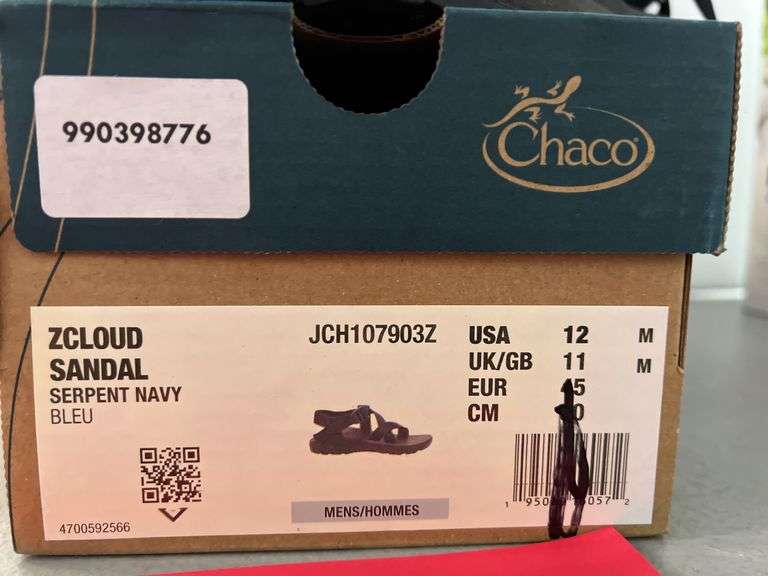 990398776
Chaco
ZCLOUD
SANDAL
SERPENT NAVY
BLEU
JCH107903Z
USA 12 M
UK/GB 11 M
EUR
CM
MENS/HOMMES
4700592566